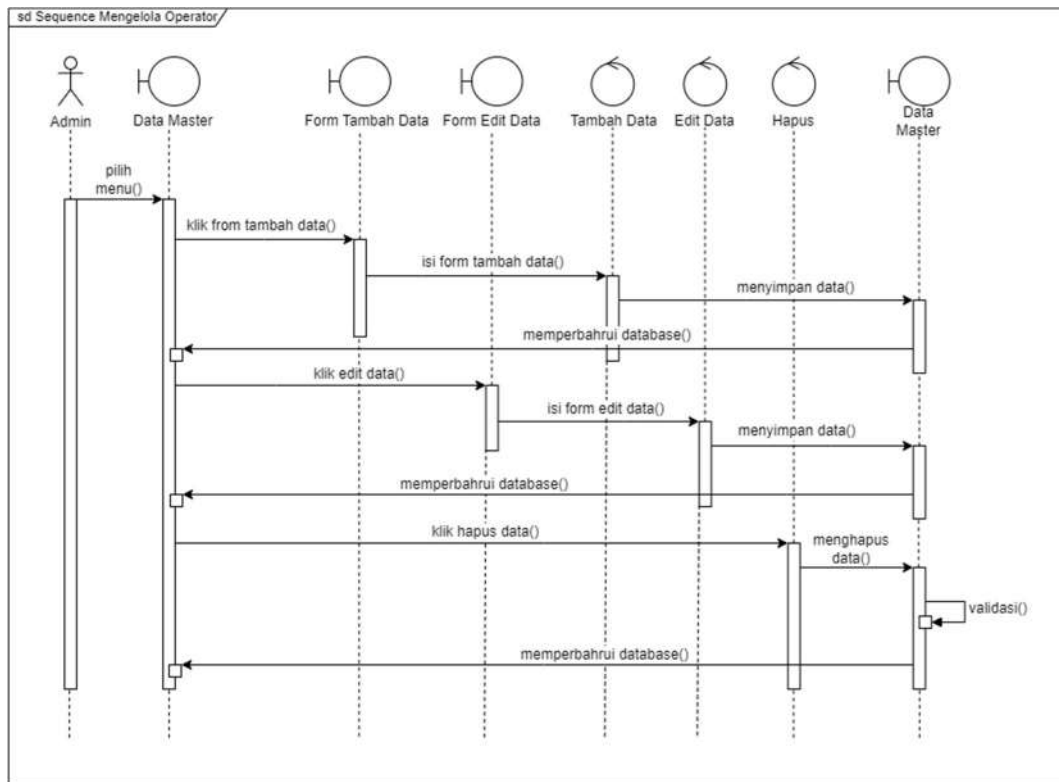 sd Sequence Mengelola Operator
Admin
Data Master
Form Tambah Data
Form Edit Data
Tambah Data
Edit Data
Hapus
Data
Master
pilih
menu()
klik from tambah data()
isi form tambah data()
menyimpan data()
memperbahrui database()
klik edit data()
isi form edit data()
menyimpan data()
memperbahrui database()
klik hapus data()
menghapus
data()
validasi()
memperbahrui database()